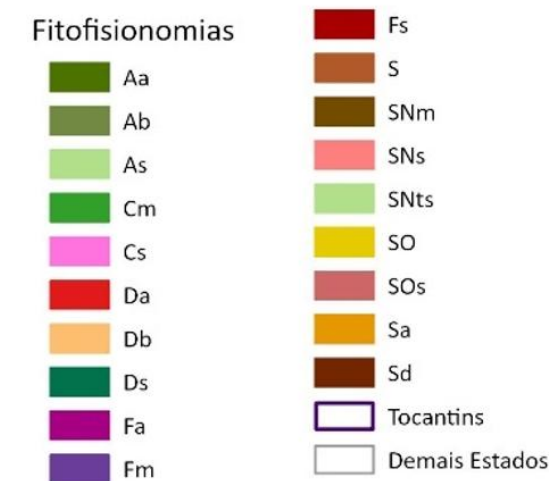 Fitofisionomias
Aa
Ab
As
Cm
Cs
Da
Db
Ds
Fa
Fm
Fs
S
SNm
SNs
SNts
SO
SOs
Sa
Sd
Tocantins
Demais Estados